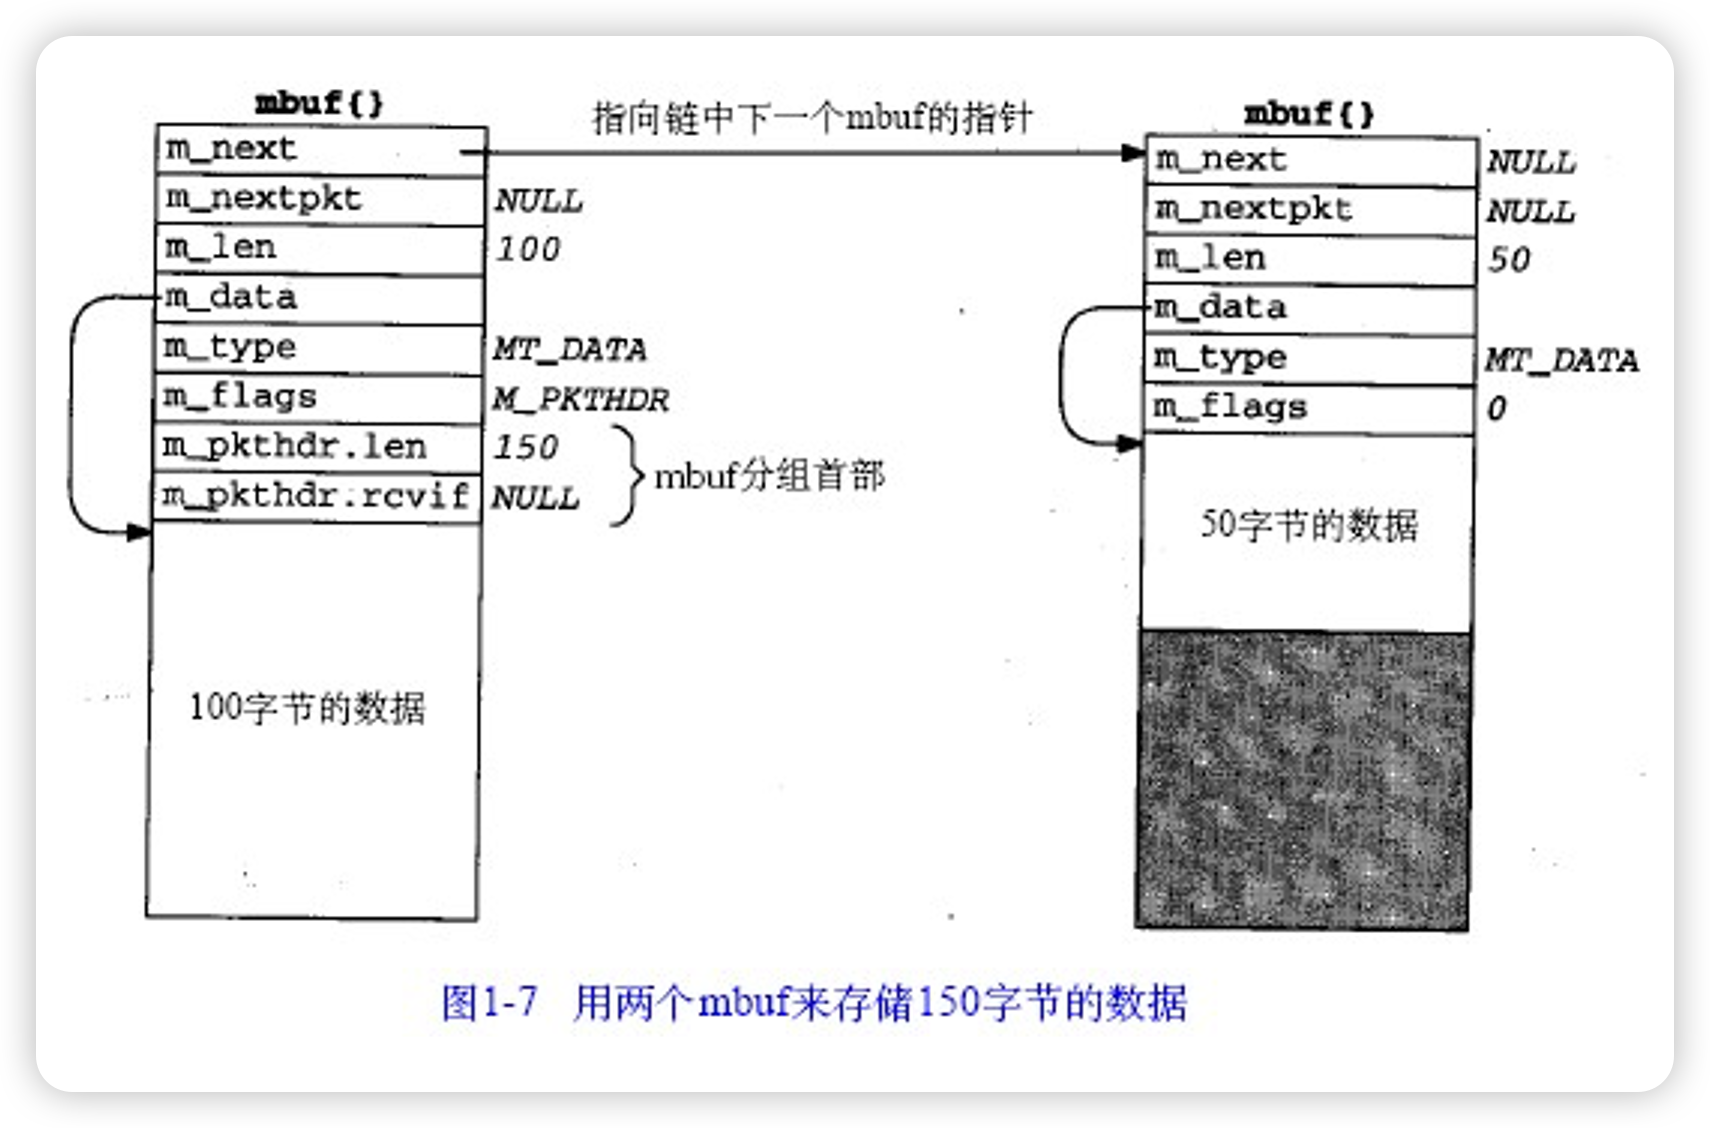 mbuf{}
m_next
m_nextpkt NULL
m_len 100
m_data
m_type MT_DATA
m_flags M_PKTHDR
m_pkthdr.len 150
m_pkthdr.rcvif NULL
mbuf分组首部
100字节的数据
指向链中下一个mbuf的指针
mbuf{}
m_next NULL
m_nextpkt NULL
m_len 50
m_data
m_type MT_DATA
m_flags 0
50字节的数据
图1-7 用两个mbuf来存储150字节的数据